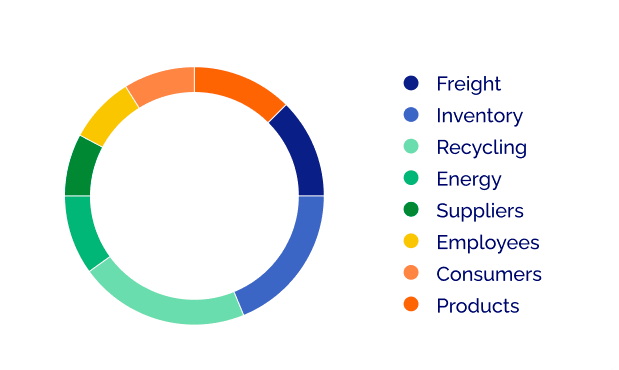 Freight
Inventory
Recycling
Energy
Suppliers
Employees
Consumers
Products